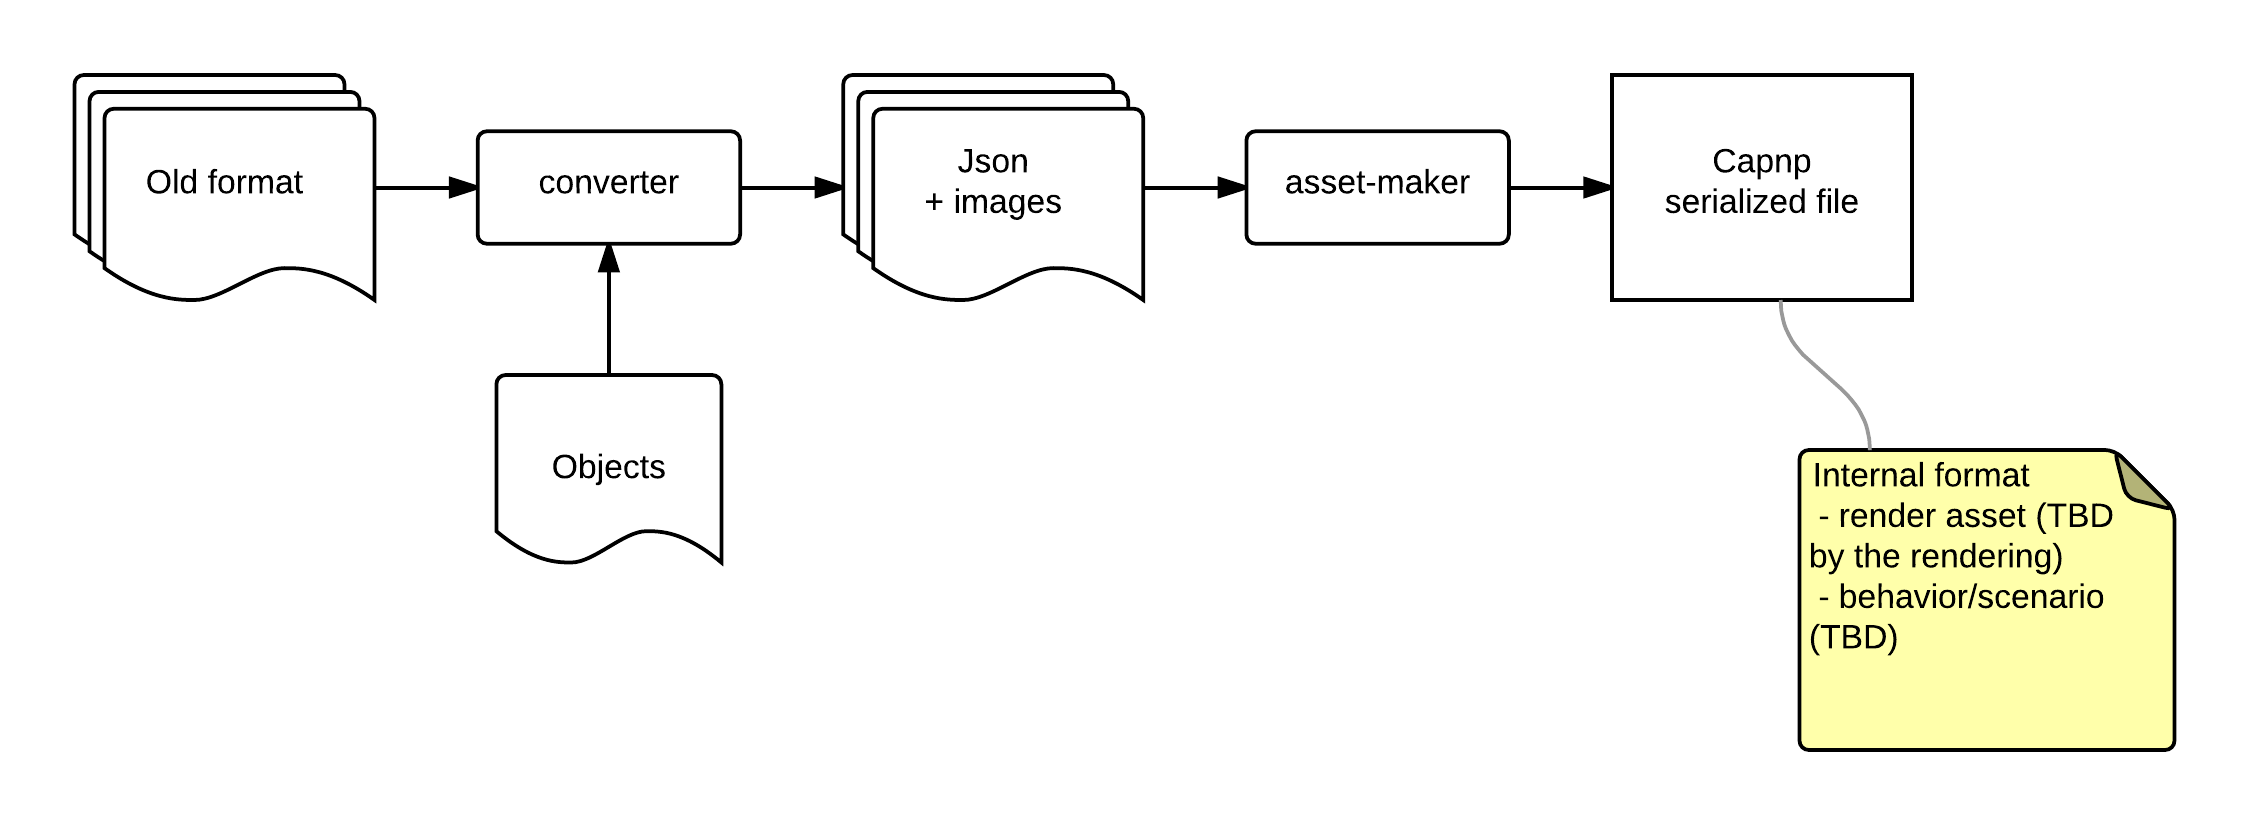 Old format
converter
Json
+ images
asset-maker
Capnp
serialized file
Objects
Internal format
- render asset (TBD
by the rendering)
- behavior/scenario
(TBD)